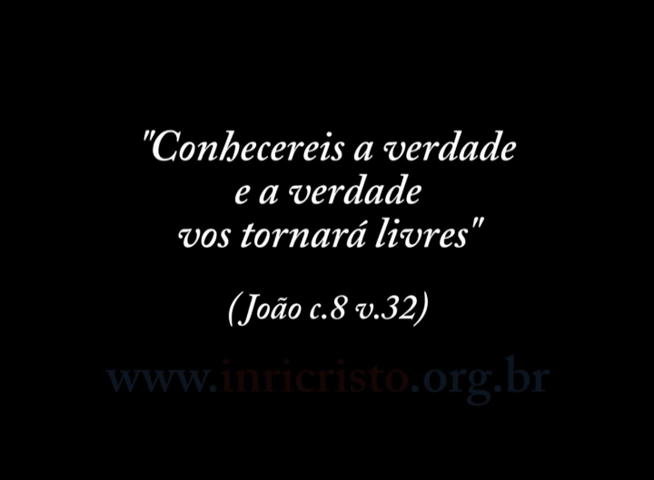 "Conhecereis a verdade
e a verdade
vos tornará livres"
(João c.8 v.32)
www.inricristo.org.br